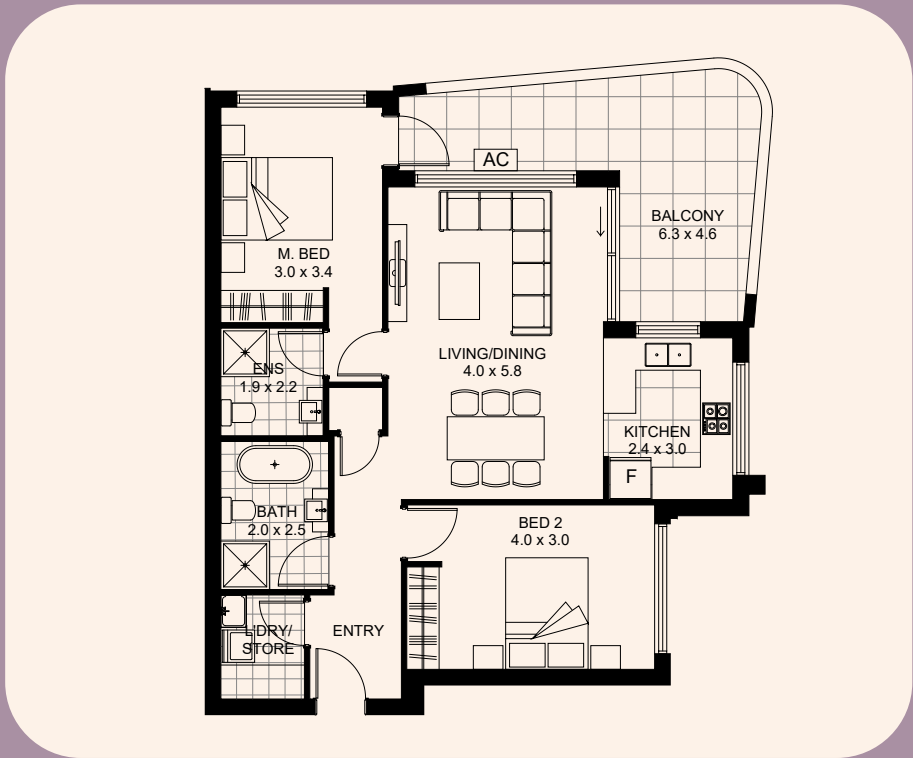 AC
BALCONY
6.3 x 4.6
M. BED
3.0 x 3.4
LIVING/DINING
4.0 x 5.8
ENS
1.9 x 2.2
KITCHEN
2.4 x 3.0
F
BATH
2.0 x 2.5
BED 2
4.0 x 3.0
L'DRY/
STORE
ENTRY